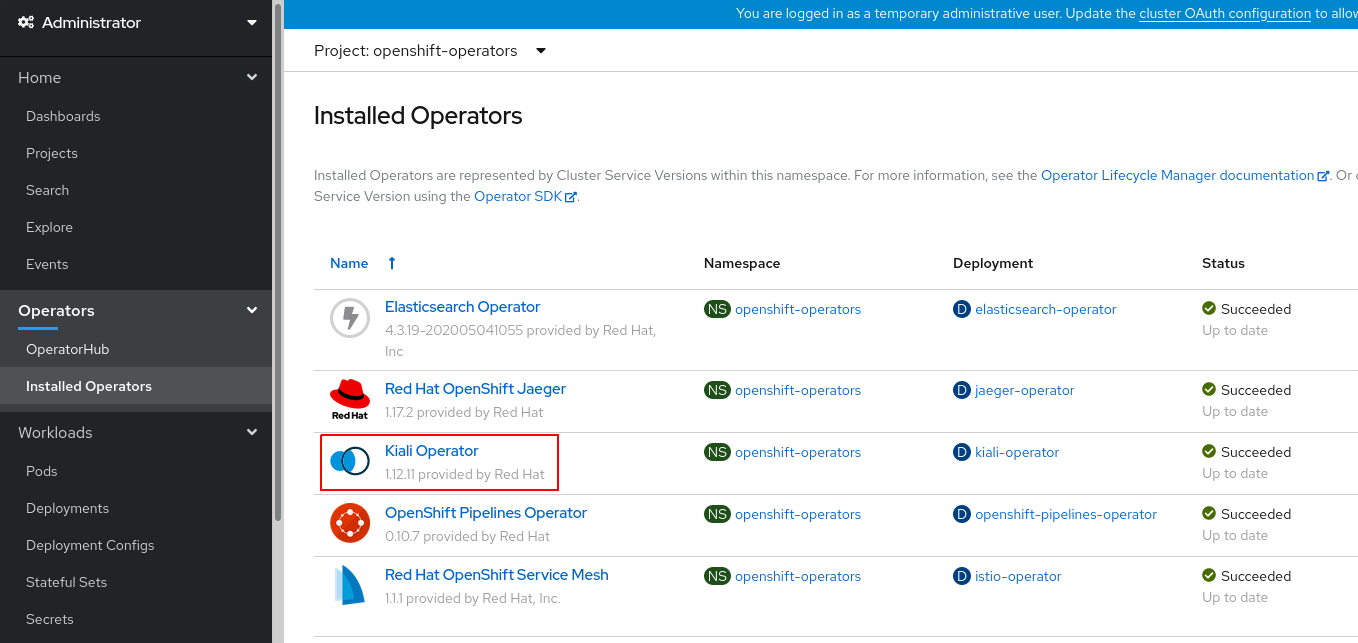 Administrator
Home
Dashboards
Projects
Search
Explore
Events
Operators
OperatorHub
Installed Operators
Workloads
Pods
Deployments
Deployment Configs
Stateful Sets
Secrets
You are logged in as a temporary administrative user. Update the cluster OAuth configuration to allow
Project: openshift-operators
Installed Operators
Installed Operators are represented by Cluster Service Versions within this namespace. For more information, see the Operator Lifecycle Manager documentation. Or
Service Version using the Operator SDK.
Name Namespace Deployment Status
Elasticsearch Operator NS openshift-operators D elasticsearch-operator Succeeded
4.3.19-202005041055 provided by Red Hat, Up to date
Inc
Red Hat OpenShift Jaeger NS openshift-operators D jaeger-operator Succeeded
Red Hat 1.17.2 provided by Red Hat Up to date
Kiali Operator NS openshift-operators D kiali-operator Succeeded
1.12.11 provided by Red Hat Up to date
OpenShift Pipelines Operator NS openshift-operators D openshift-pipelines-operator Succeeded
0.10.7 provided by Red Hat Up to date
Red Hat OpenShift Service Mesh NS openshift-operators D istio-operator Succeeded
1.1.1 provided by Red Hat, Inc. Up to date